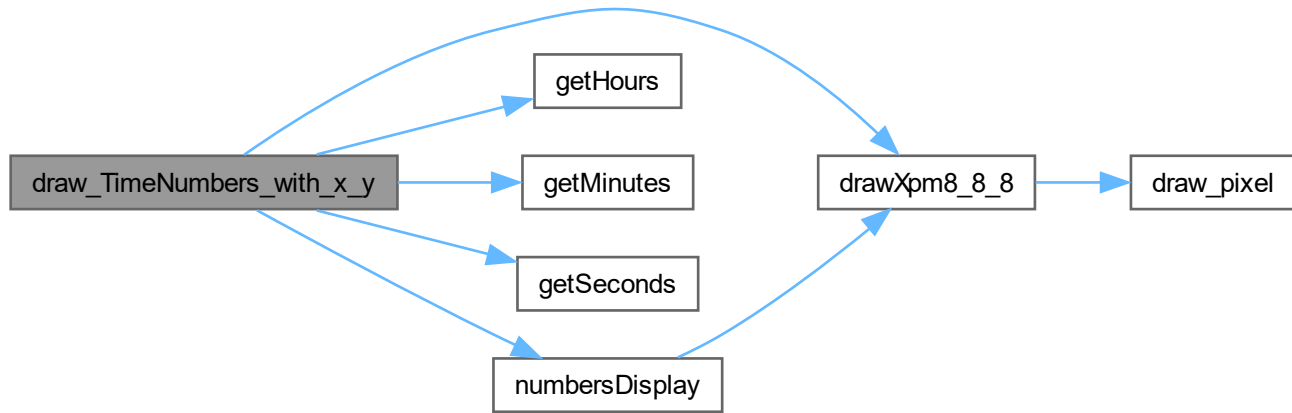 getHours
draw_TimeNumbers_with_x_y
getMinutes
drawXpm8_8_8
draw_pixel
getSeconds
numbersDisplay